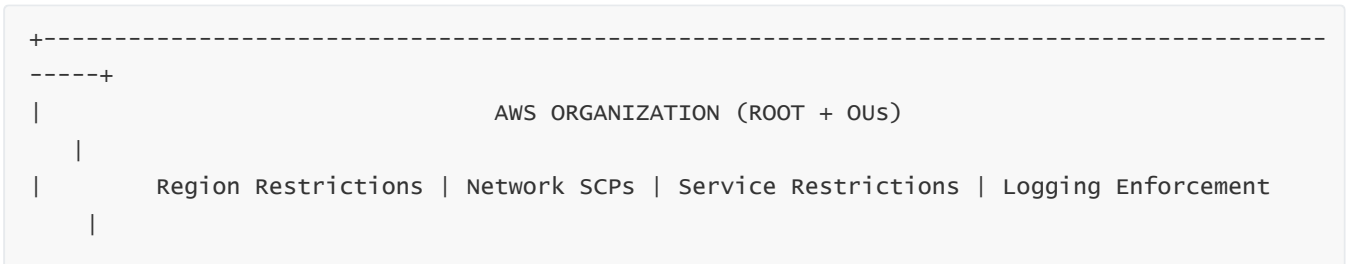 +-------------------------------------------------------------------------------------------
-----+
|                                AWS ORGANIZATION (ROOT + OUs)
   |
|        Region Restrictions | Network SCPs | Service Restrictions | Logging Enforcement
    |